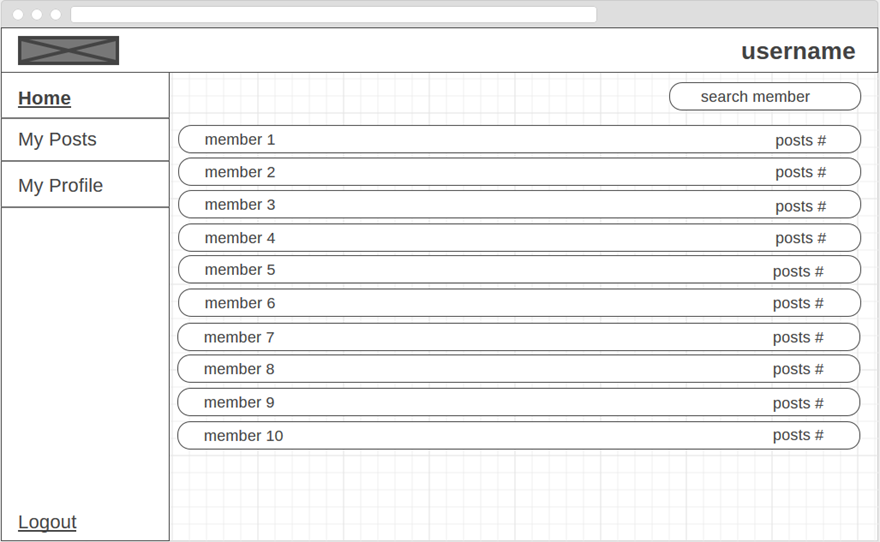 username
Home
My Posts
My Profile
Logout
search member
member 1 posts #
member 2 posts #
member 3 posts #
member 4 posts #
member 5 posts #
member 6 posts #
member 7 posts #
member 8 posts #
member 9 posts #
member 10 posts #